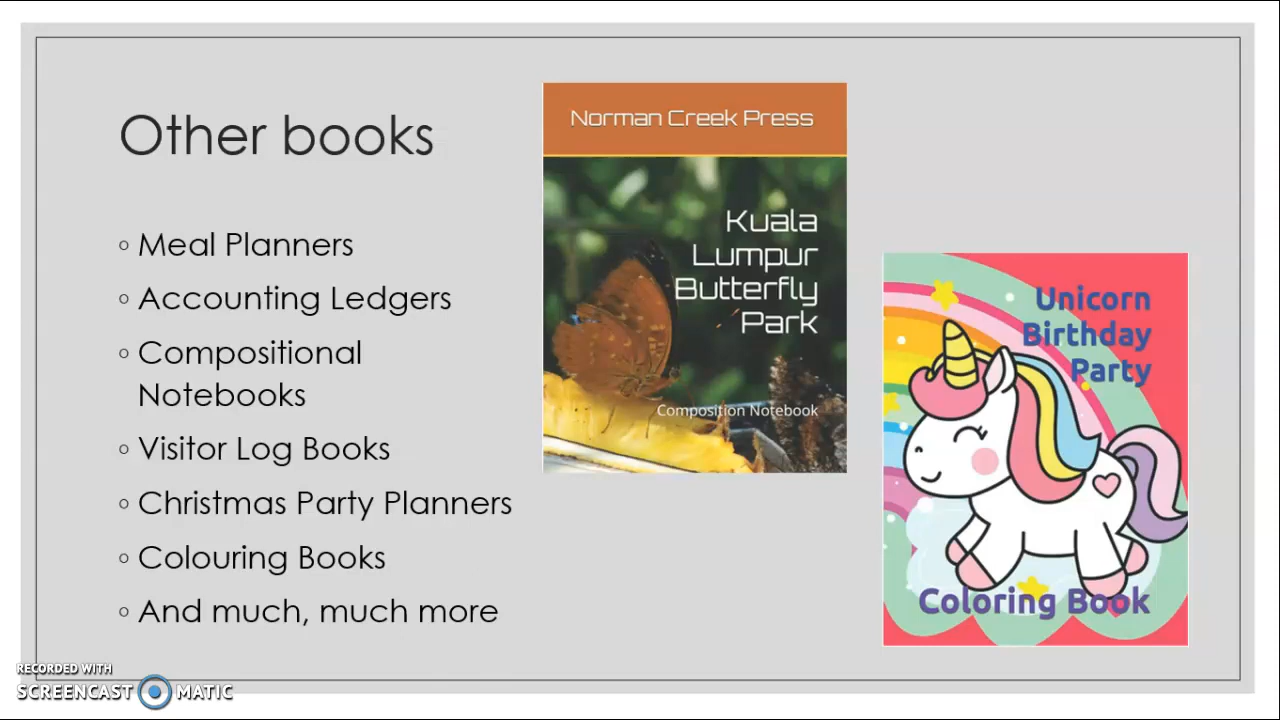 Other books
Meal Planners
Accounting Ledgers
Compositional
Notebooks
Visitor Log Books
Christmas Party Planners
Colouring Books
And much, much more
Norman Creek Press
Kuala
Lumpur
Butterfly
Park
Composition Notebook
Unicorn
Birthday
Party
Coloring Book
RECORDED WITH
SCREENCAST MATIC